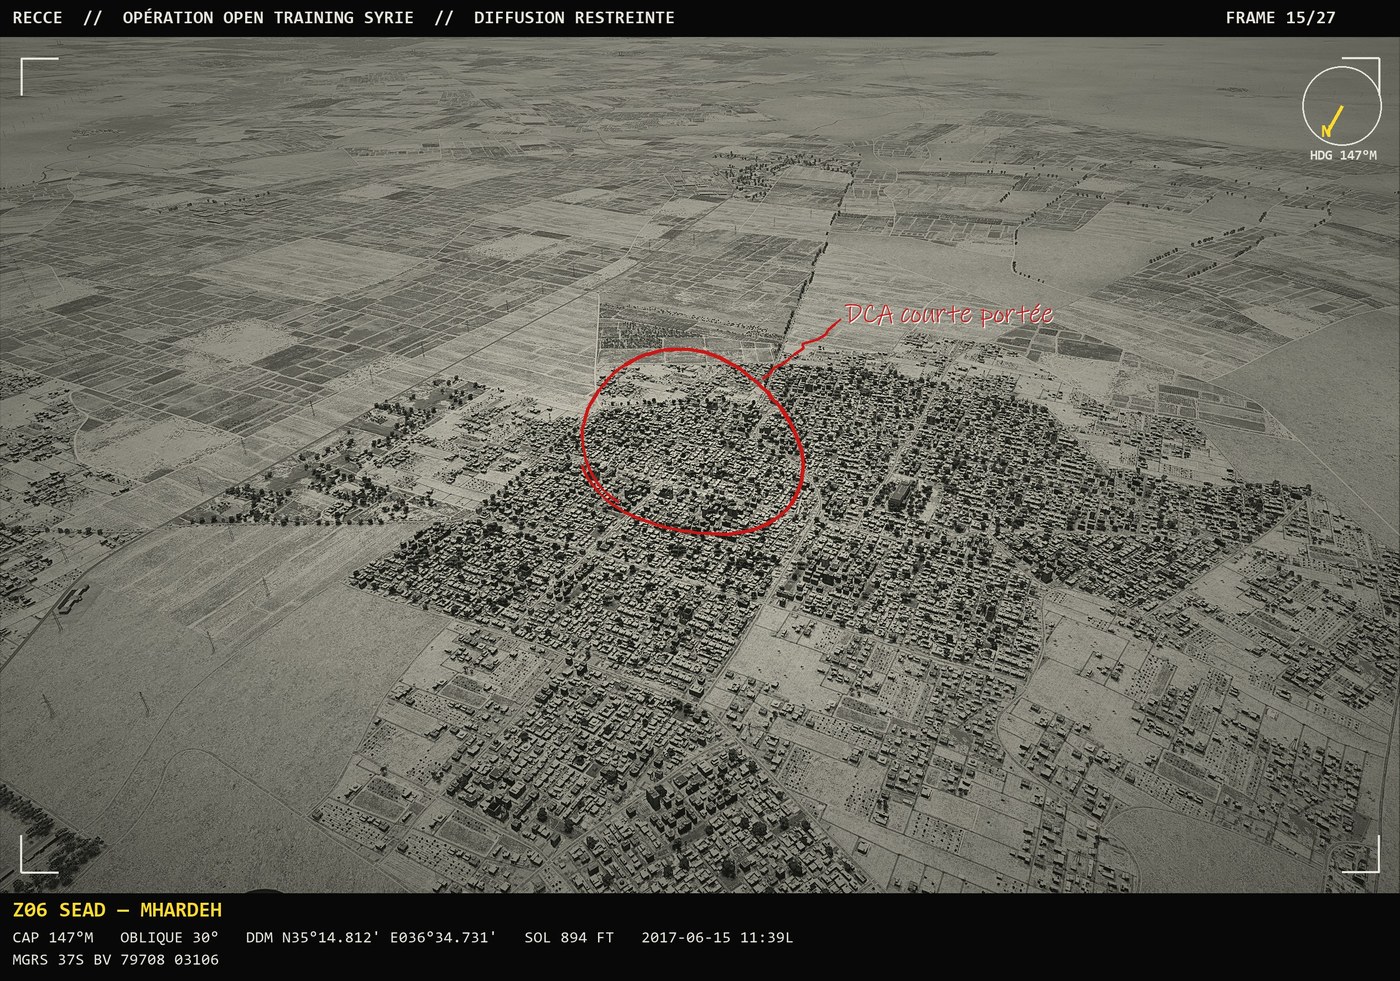 RECCE // OPÉRATION OPEN TRAINING SYRIE // DIFFUSION RESTREINTE
FRAME 15/27
N
HDG 147°M
DCA courte portée
Z06 SEAD — MHARDEH
CAP 147°M OBLIQUE 30° DDM N35°14.812' E036°34.731' SOL 894 FT 2017-06-15 11:39L
MGRS 37S BV 79708 03106